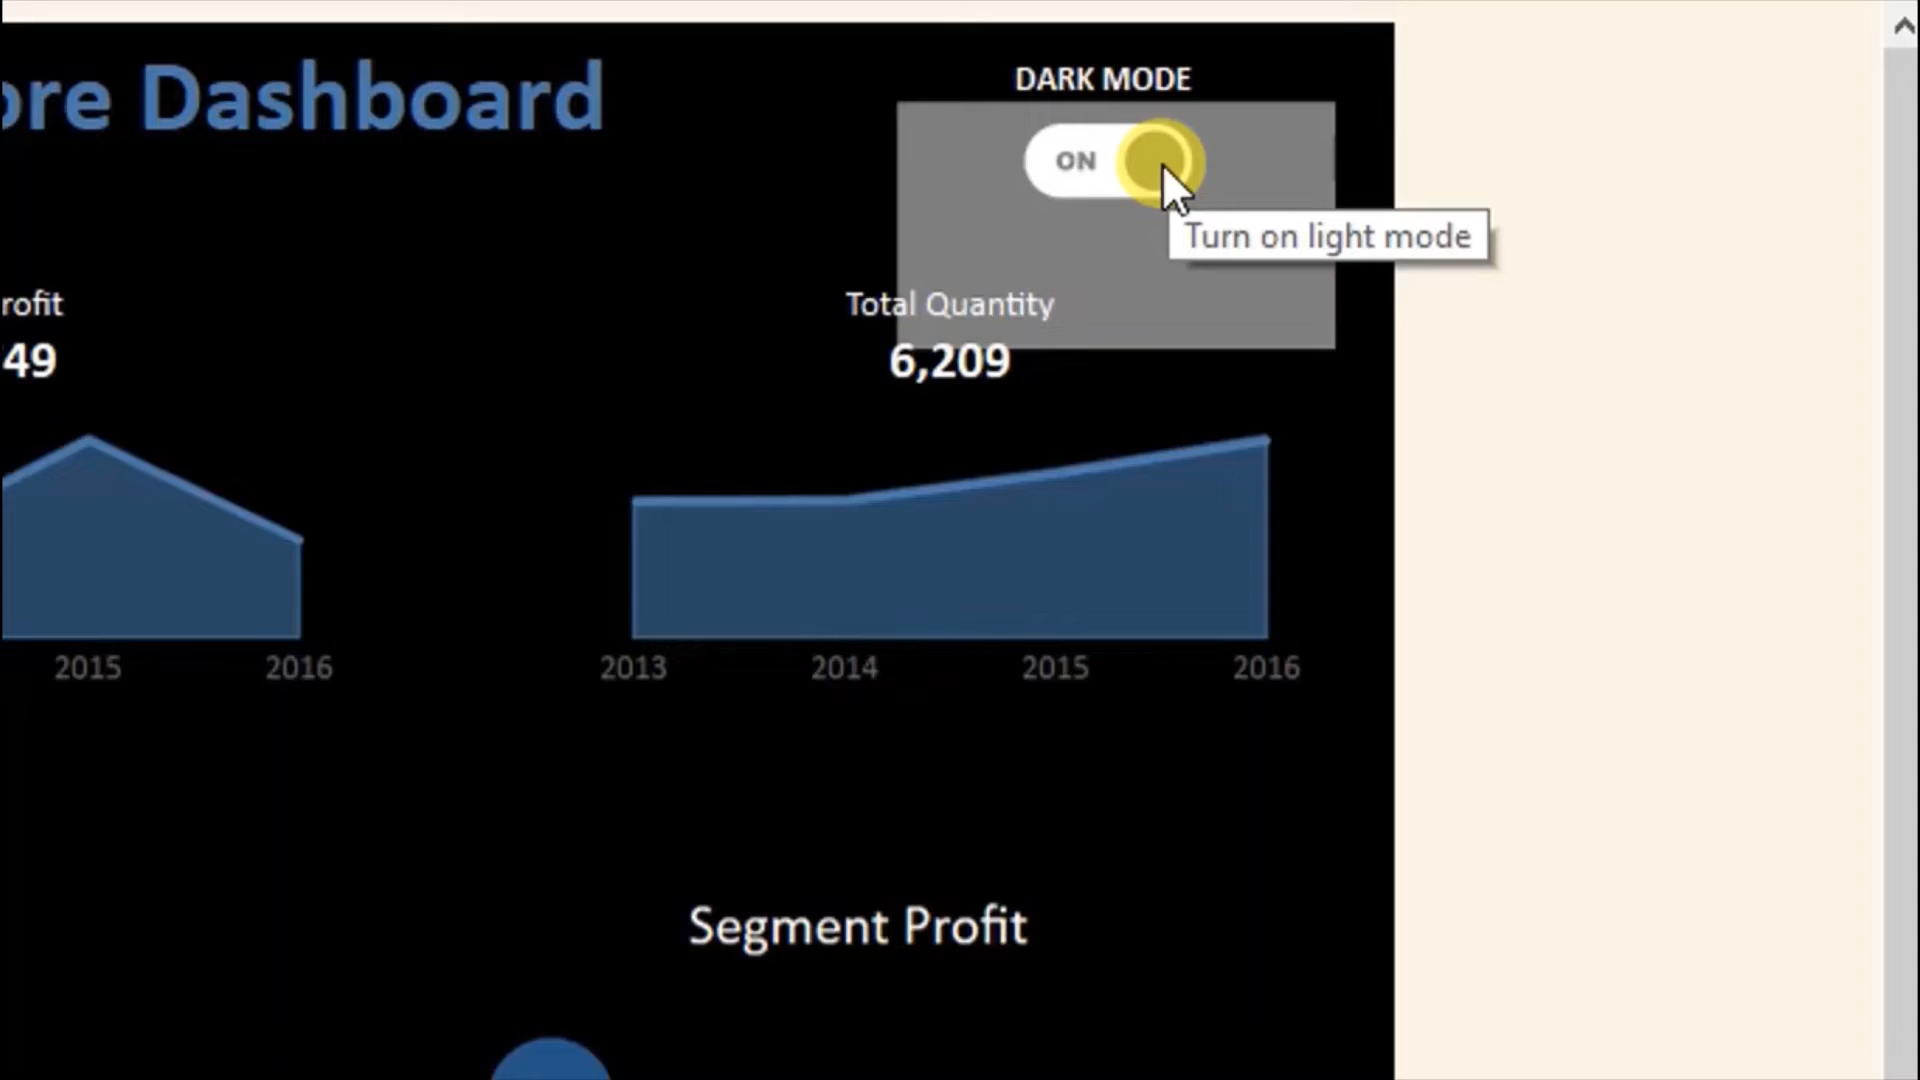 ore Dashboard
DARK MODE
ON
Turn on light mode
rofit
49
Total Quantity
6,209
2015 2016
2013 2014 2015 2016
Segment Profit